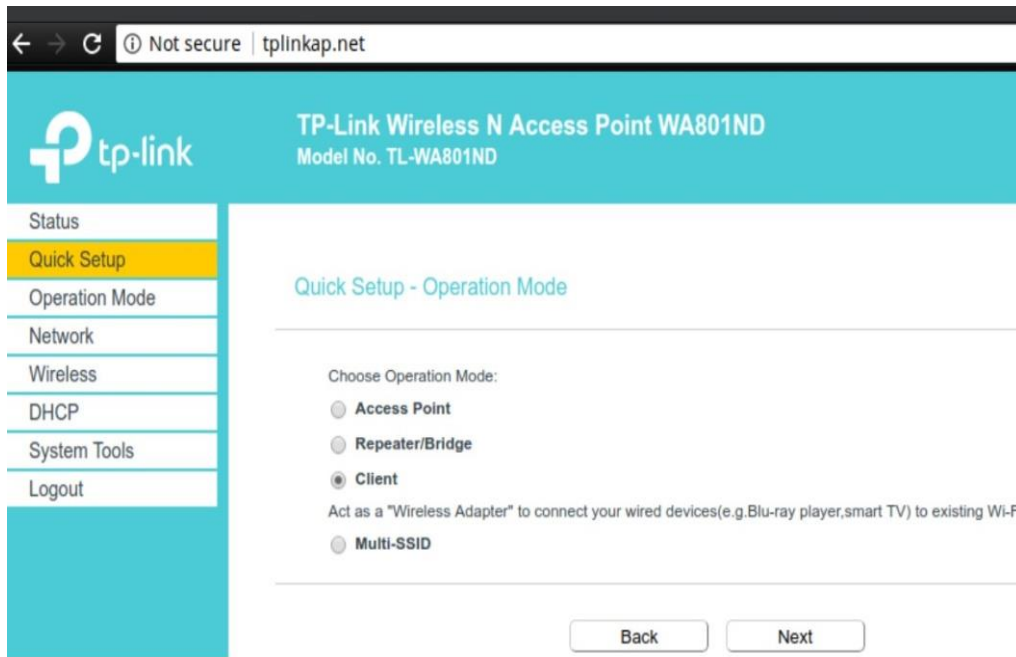 Not secure | tplinkap.net
tp-link
TP-Link Wireless N Access Point WA801ND
Model No. TL-WA801ND
Status
Quick Setup
Operation Mode
Network
Wireless
DHCP
System Tools
Logout
Quick Setup - Operation Mode
Choose Operation Mode:
Access Point
Repeater/Bridge
Client
Act as a "Wireless Adapter" to connect your wired devices(e.g.Blu-ray player,smart TV) to existing Wi-F
Multi-SSID
Back
Next